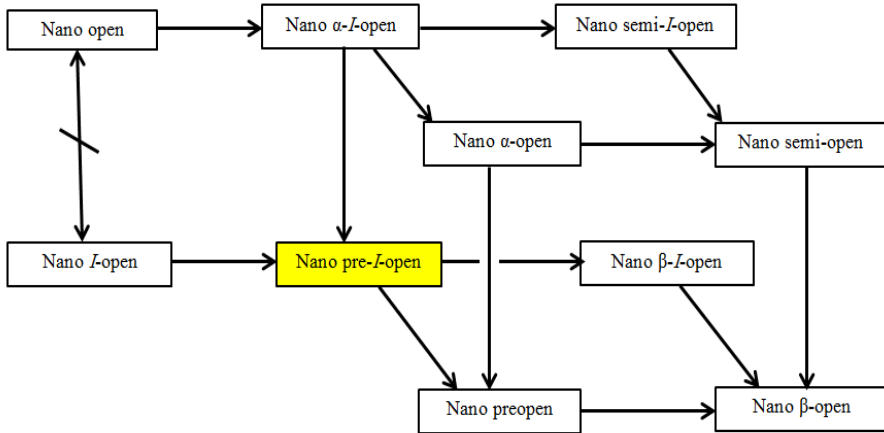 Nano open
Nano α-I-open
Nano semi-I-open
Nano α-open
Nano semi-open
Nano I-open
Nano pre-I-open
Nano β-I-open
Nano preopen
Nano β-open